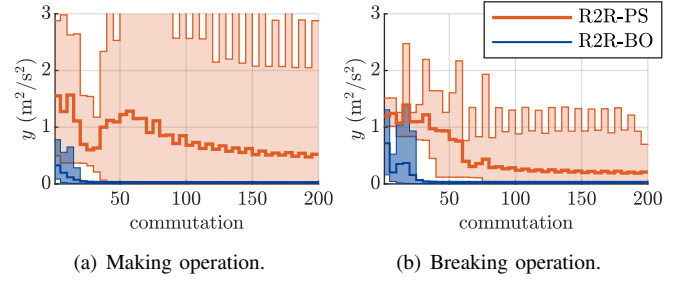 R2R-PS
R2R-BO
3
2
1
0
y (m²/s²)
50
100
150
200
commutation
3
2
1
0
y (m²/s²)
50
100
150
200
commutation
(a) Making operation.
(b) Breaking operation.